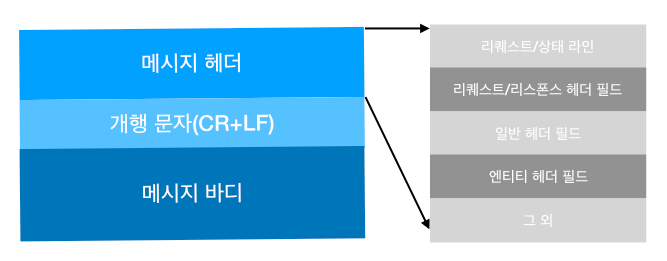 메시지 헤더
개행 문자(CR+LF)
메시지 바디
리퀘스트/상태 라인
리퀘스트/리스폰스 헤더 필드
일반 헤더 필드
엔티티 헤더 필드
그 외